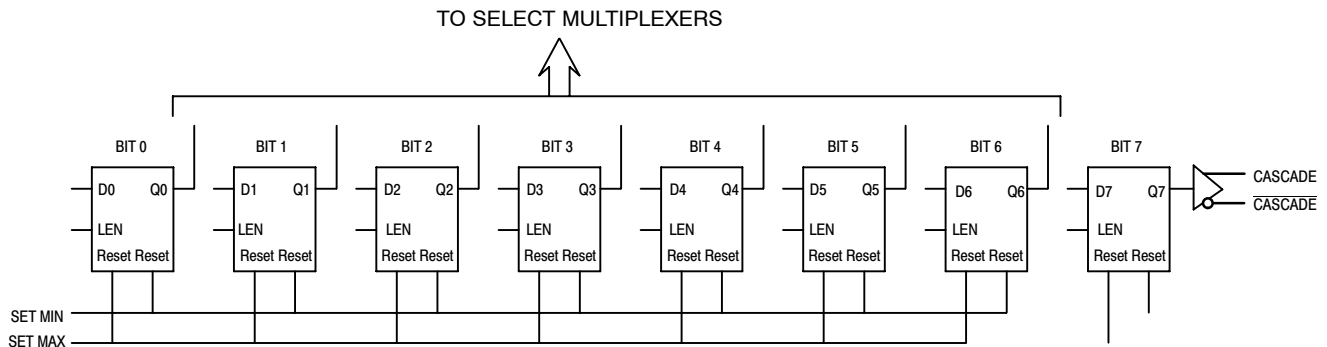 TO SELECT MULTIPLEXERS
BIT 0 BIT 1 BIT 2 BIT 3 BIT 4 BIT 5 BIT 6 BIT 7
D0 Q0 D1 Q1 D2 Q2 D3 Q3 D4 Q4 D5 Q5 D6 Q6 D7 Q7
CASCADE
CASCADE
LEN LEN LEN LEN LEN LEN LEN LEN
Reset Reset Reset Reset Reset Reset Reset Reset Reset Reset Reset Reset Reset Reset Reset Reset
SET MIN
SET MAX